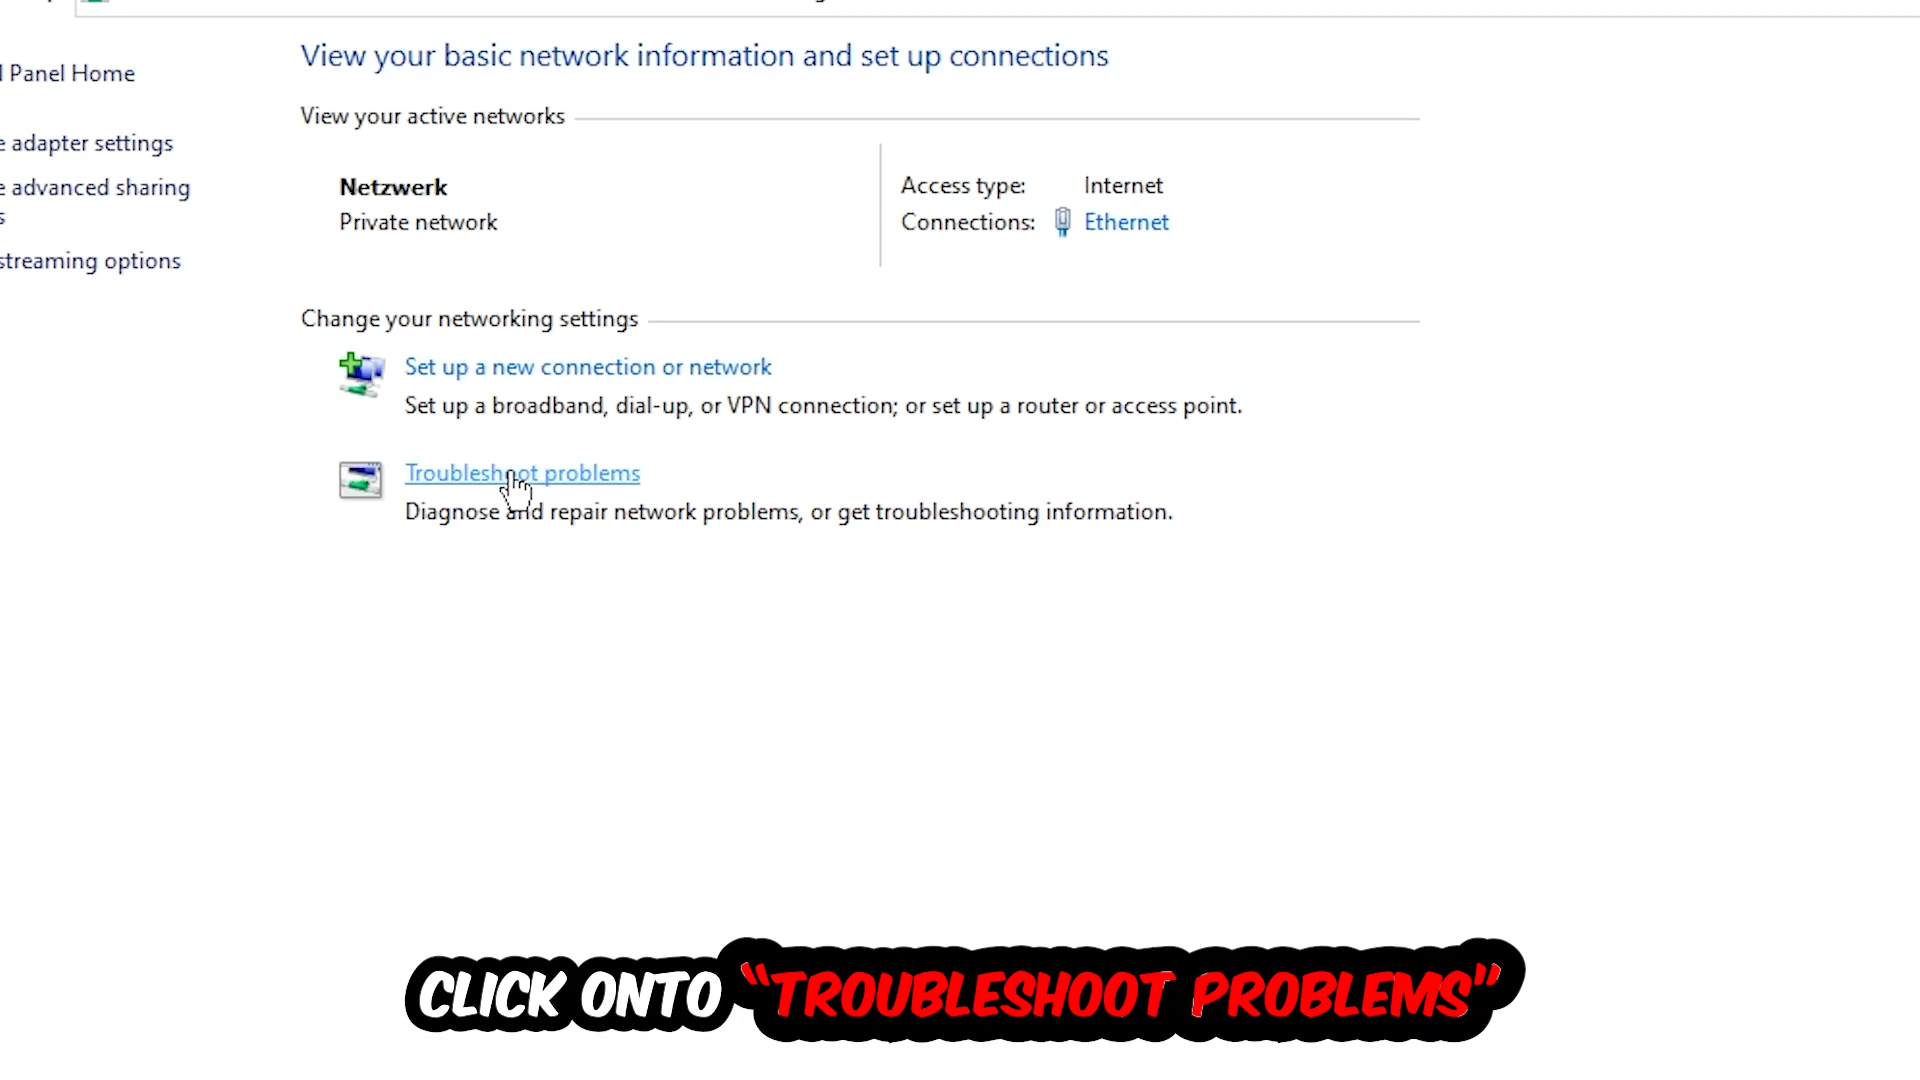 View your basic network information and set up connections
Panel Home
View your active networks
adapter settings
Netzwerk
Access type: Internet
advanced sharing
Private network
Connections: Ethernet
streaming options
Change your networking settings
Set up a new connection or network
Set up a broadband, dial-up, or VPN connection; or set up a router or access point.
Troubleshoot problems
Diagnose and repair network problems, or get troubleshooting information.
CLICK ONTO "TROUBLESHOOT PROBLEMS"